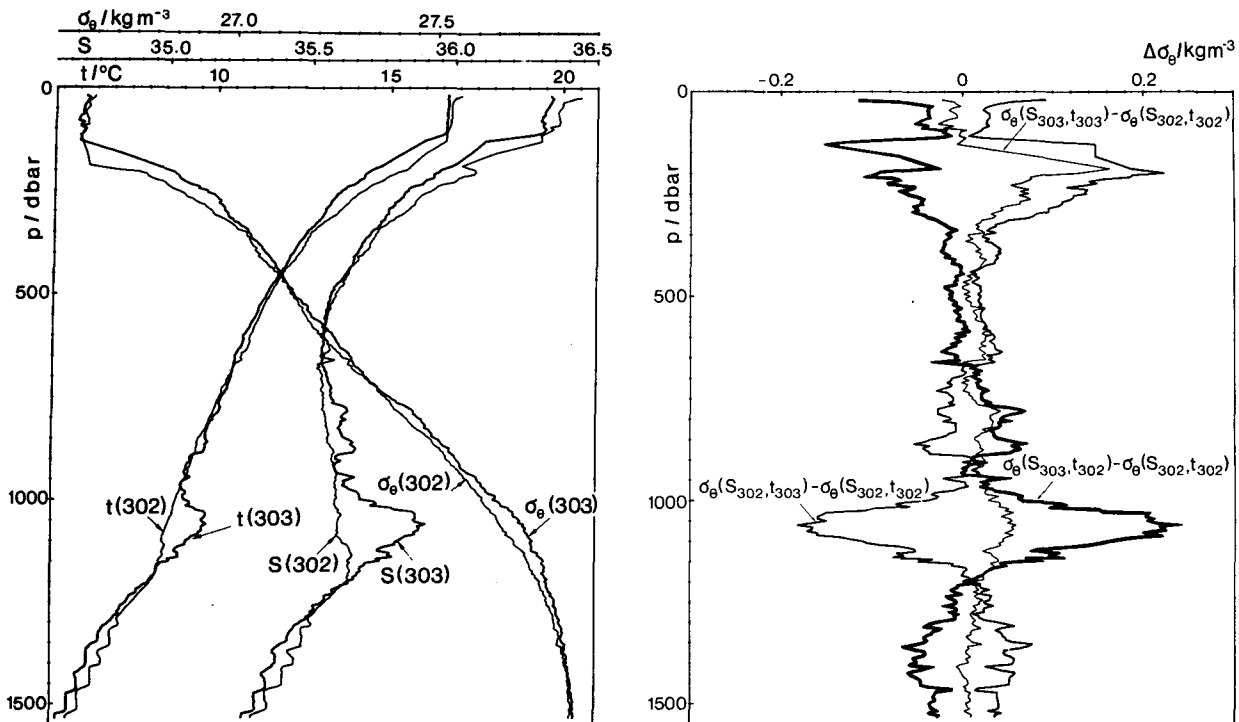 σθ/kg m⁻³ 27.0 27.5
S 35.0 35.5 36.0 36.5
t/°C 10 15 20
0
500
1000
1500
p / dbar
t(302)
t(303)
S(302)
S(303)
σθ(302)
σθ(303)
Δσθ/kgm⁻³
-0.2 0 0.2
0
500
1000
1500
p / dbar
σθ(S303,t303)-σθ(S302,t302)
σθ(S303,t302)-σθ(S302,t302)
σθ(S302,t303)-σθ(S302,t302)